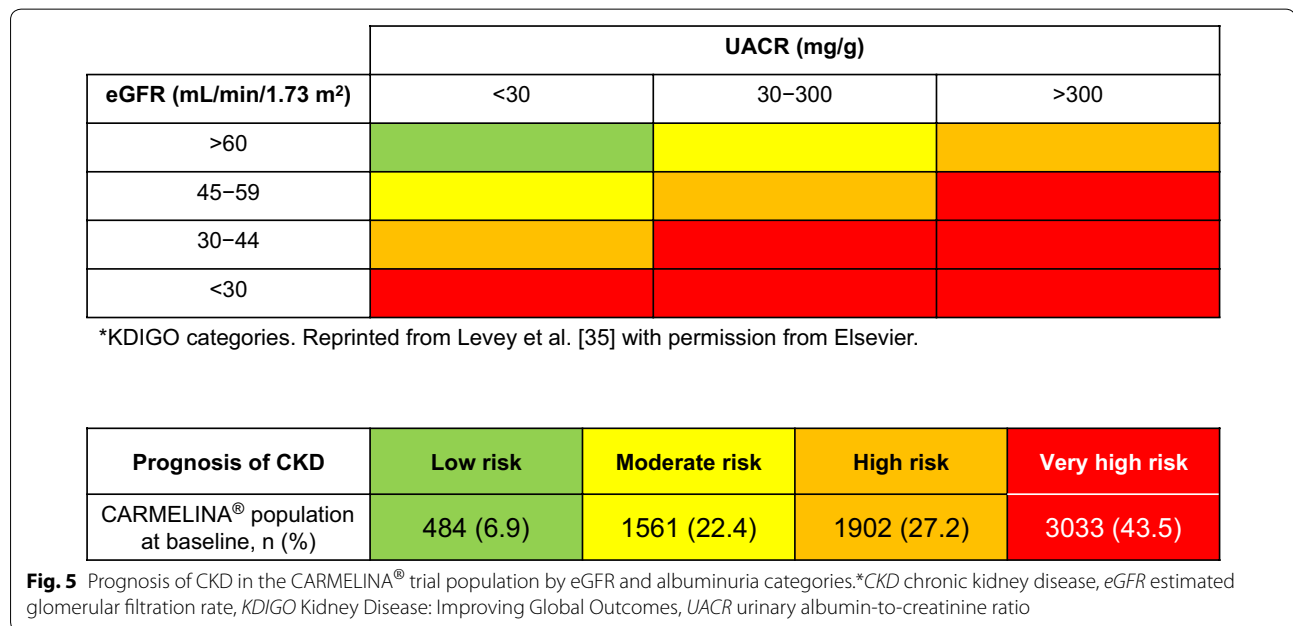 UACR (mg/g)
eGFR (mL/min/1.73 m²) <30 30−300 >300
>60
45−59
30−44
<30
*KDIGO categories. Reprinted from Levey et al. [35] with permission from Elsevier.
Prognosis of CKD Low risk Moderate risk High risk Very high risk
CARMELINA® population
at baseline, n (%) 484 (6.9) 1561 (22.4) 1902 (27.2) 3033 (43.5)
Fig. 5 Prognosis of CKD in the CARMELINA® trial population by eGFR and albuminuria categories.*CKD chronic kidney disease, eGFR estimated
glomerular filtration rate, KDIGO Kidney Disease: Improving Global Outcomes, UACR urinary albumin-to-creatinine ratio